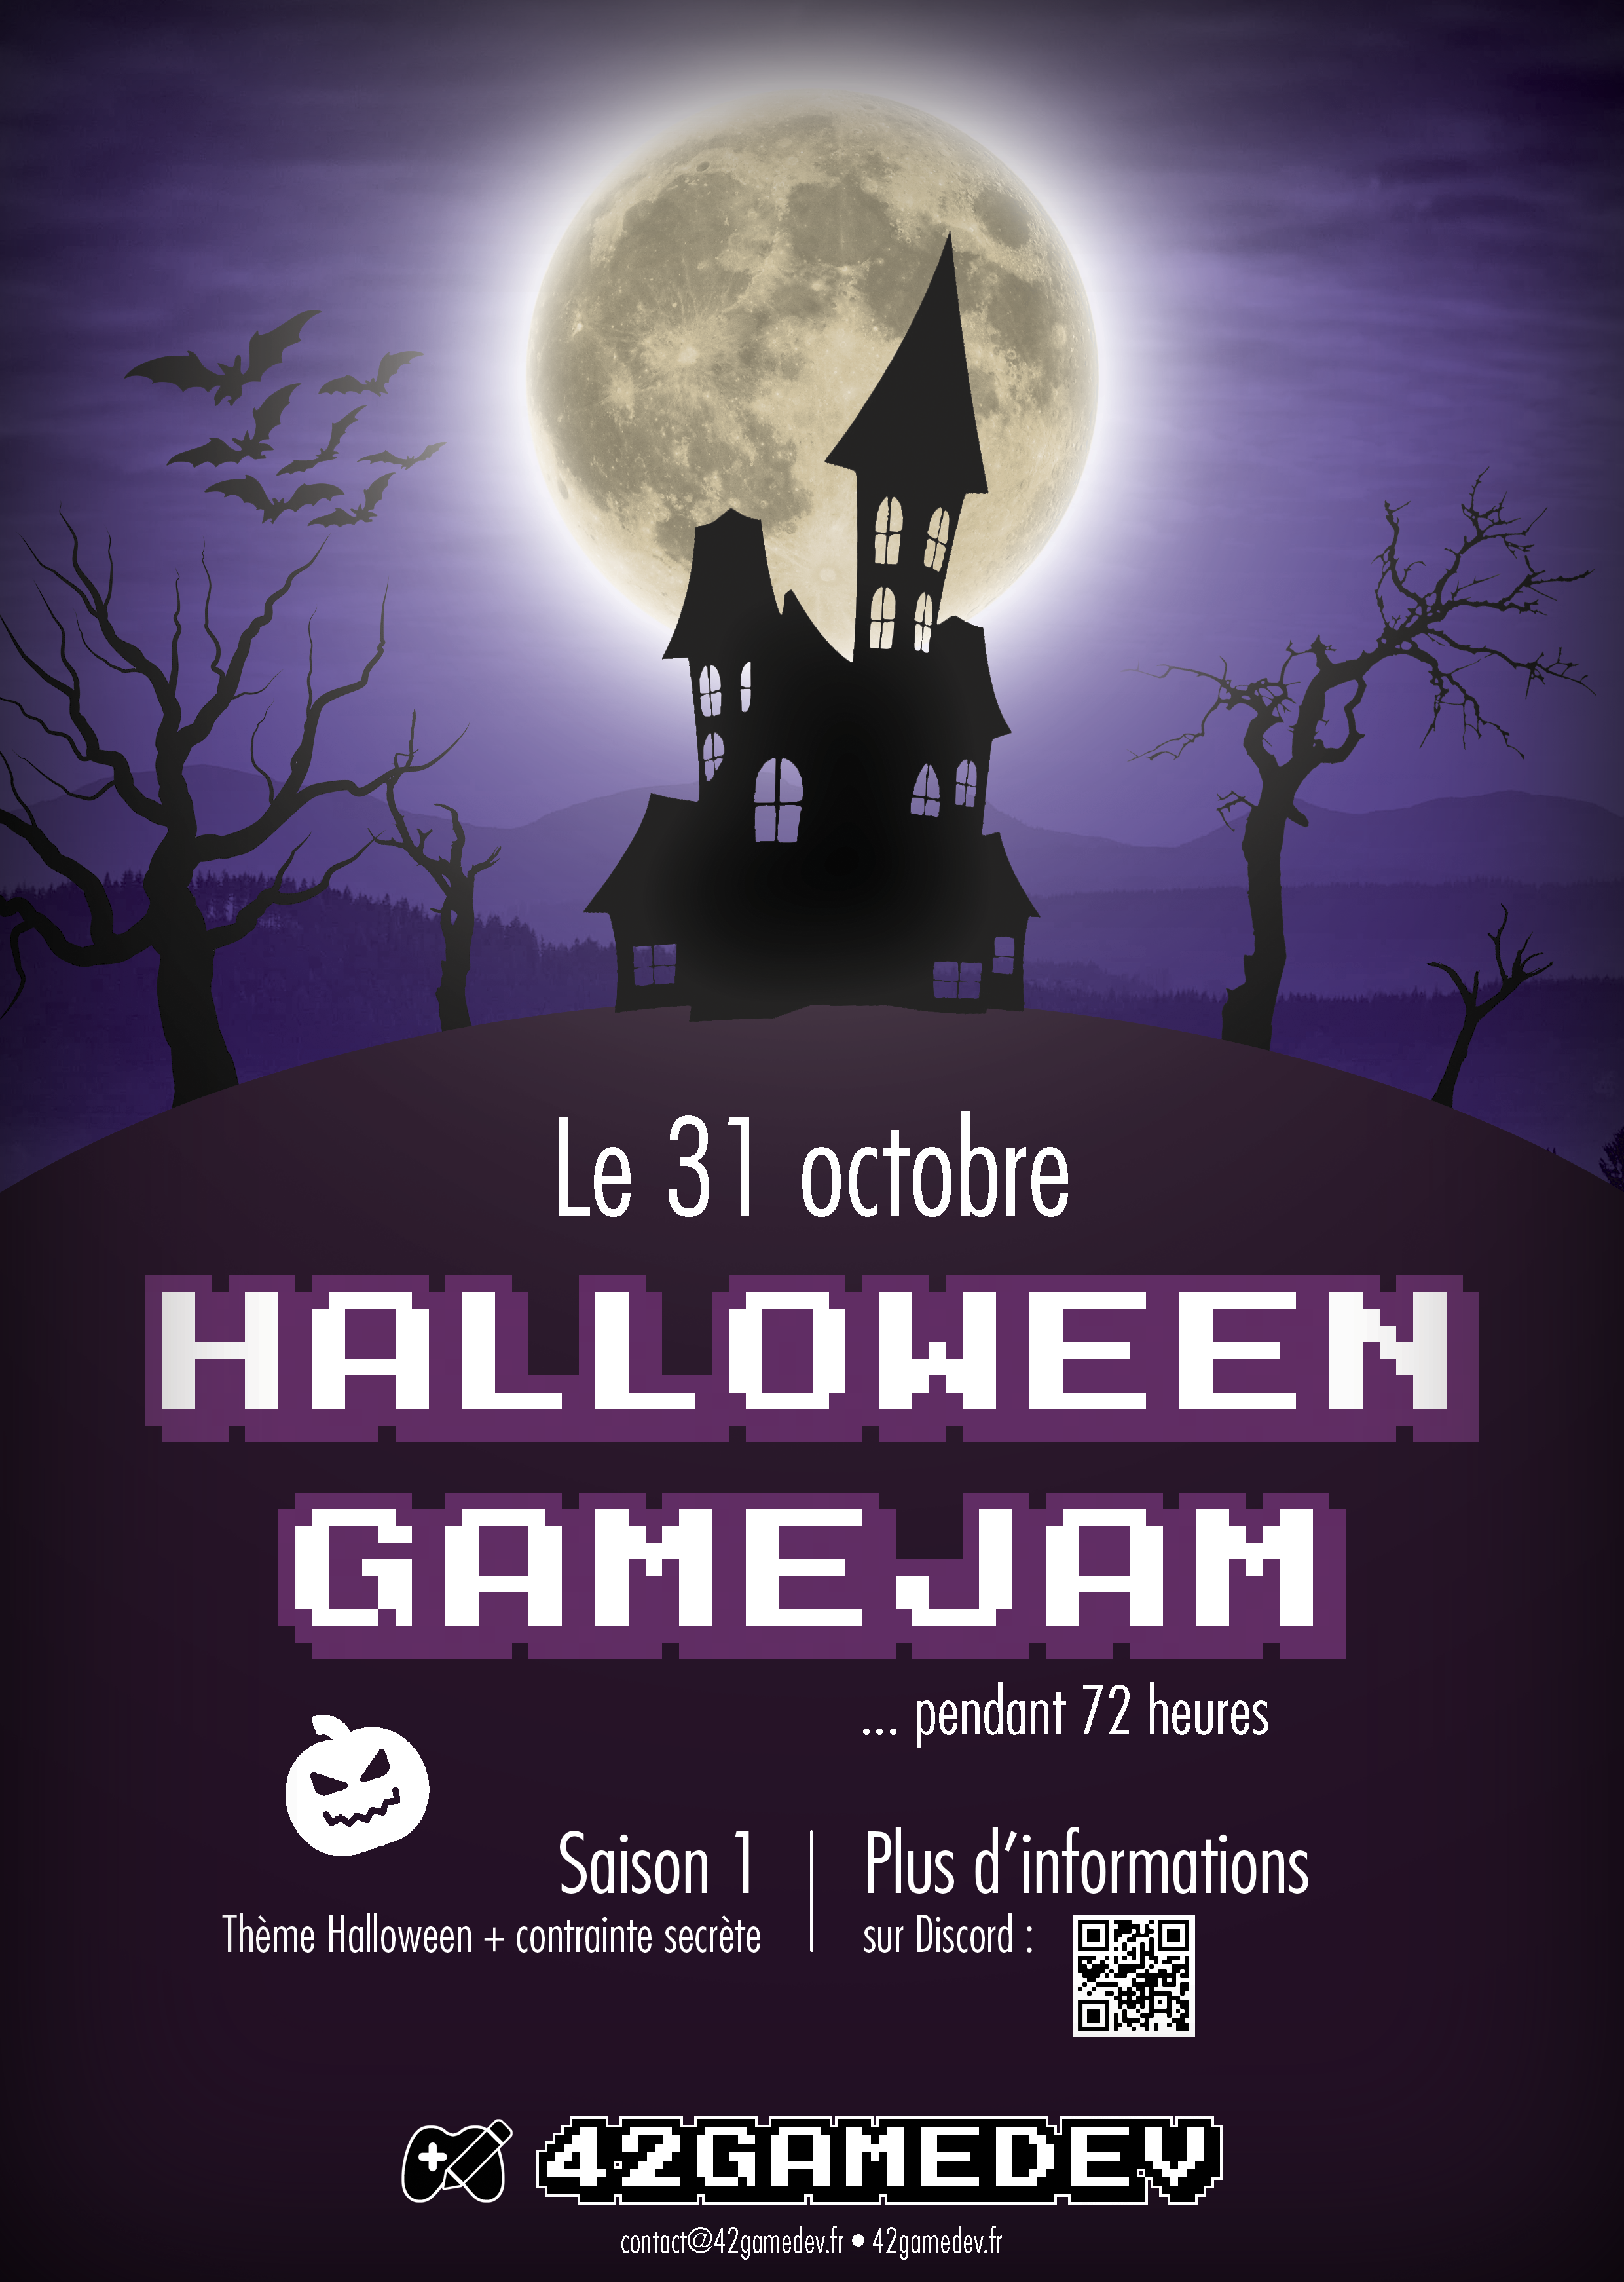 Le 31 octobre
HALLOWEEN
GAMEJAM
... pendant 72 heures
Saison 1
Thème Halloween + contrainte secrète
Plus d'informations
sur Discord :
42GAMEDEV
contact@42gamedev.fr • 42gamedev.fr